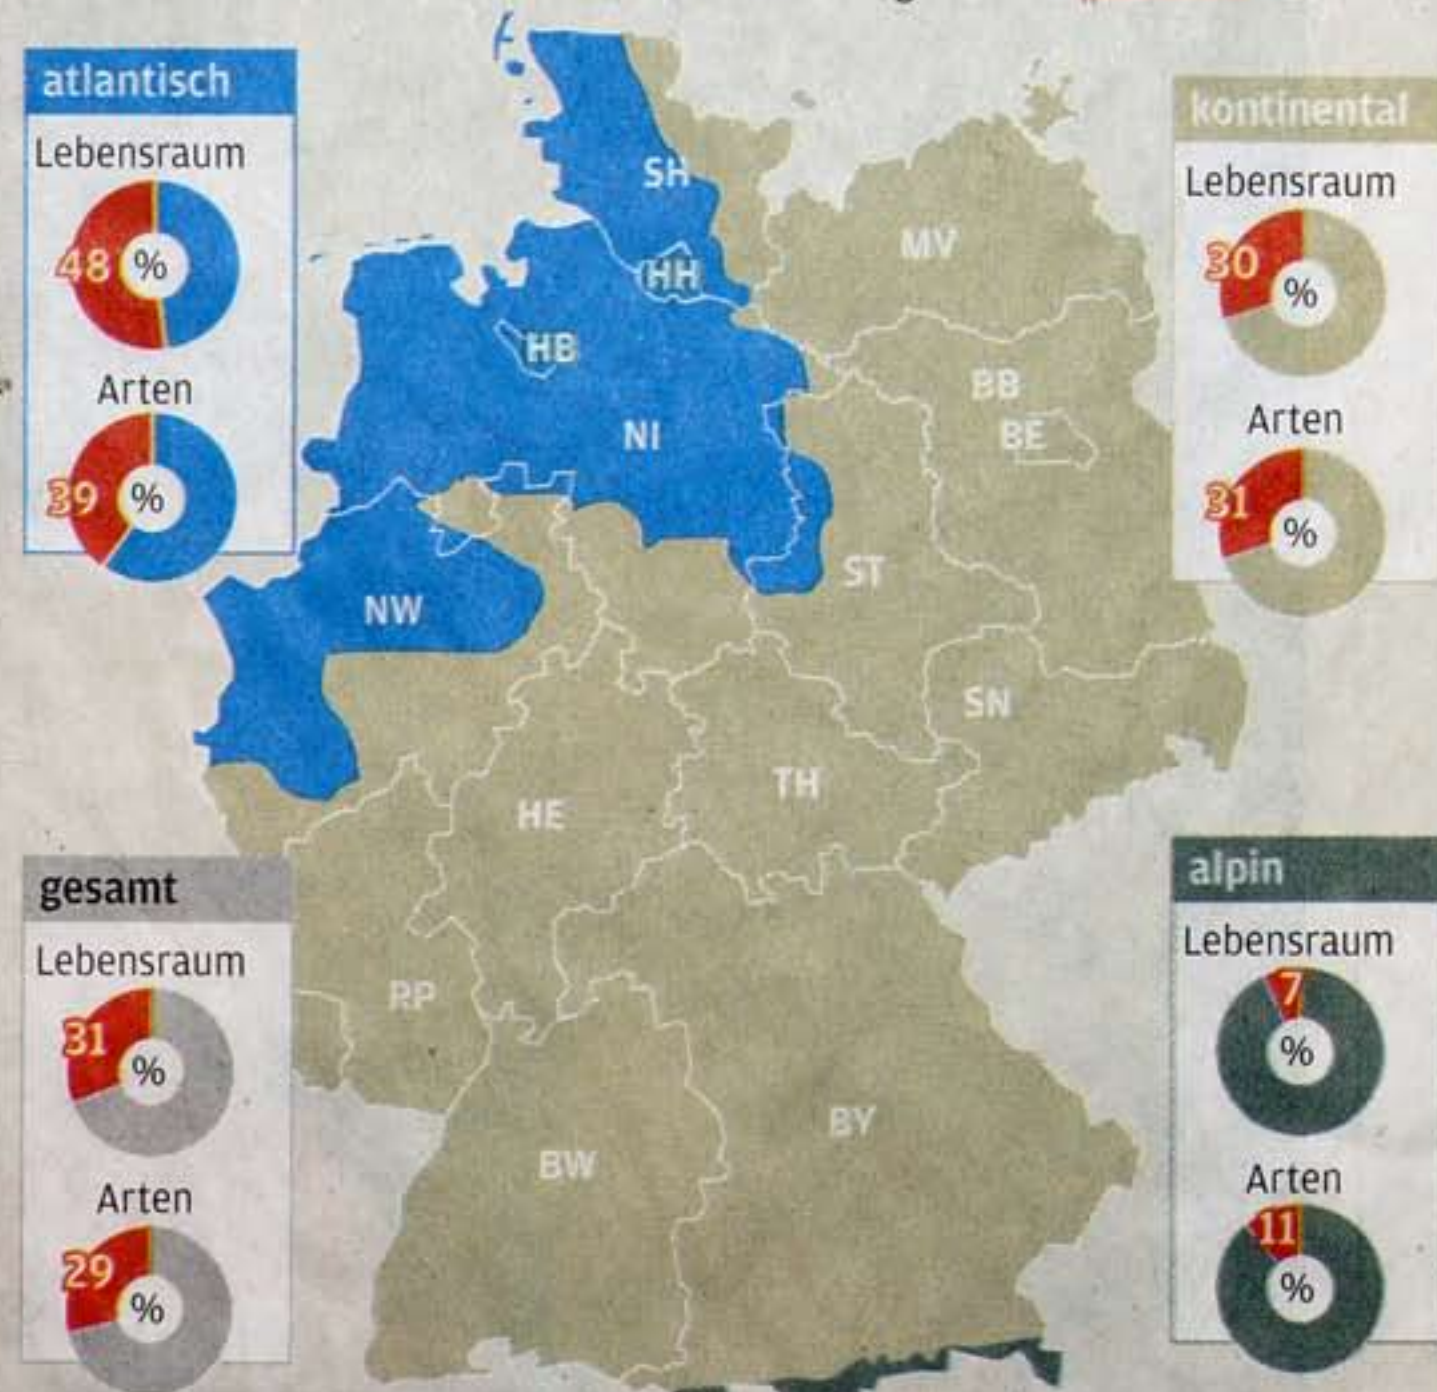 atlantisch
Lebensraum
48 %
Arten
39 %
kontinental
Lebensraum
30 %
Arten
31 %
gesamt
Lebensraum
31 %
Arten
29 %
alpin
Lebensraum
7 %
Arten
11 %
SH
HH
MV
HB
NI
BB
BE
ST
NW
SN
TH
HE
RP
BY
BW